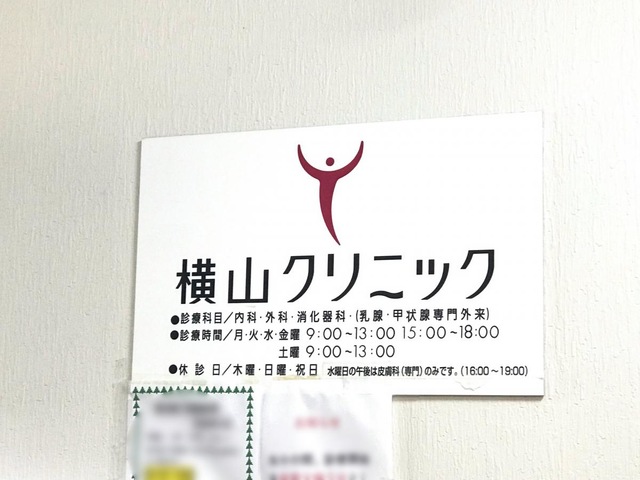 横山クリニック
●診療科目／内科・外科・消化器科・(乳腺・甲状腺専門外来)
●診療時間／月・火・水・金曜 9:00~13:00 15:00~18:00
土曜 9:00~13:00
●休診日／木曜・日曜・祝日 水曜日の午後は皮膚科(専門)のみです。(16:00~19:00)